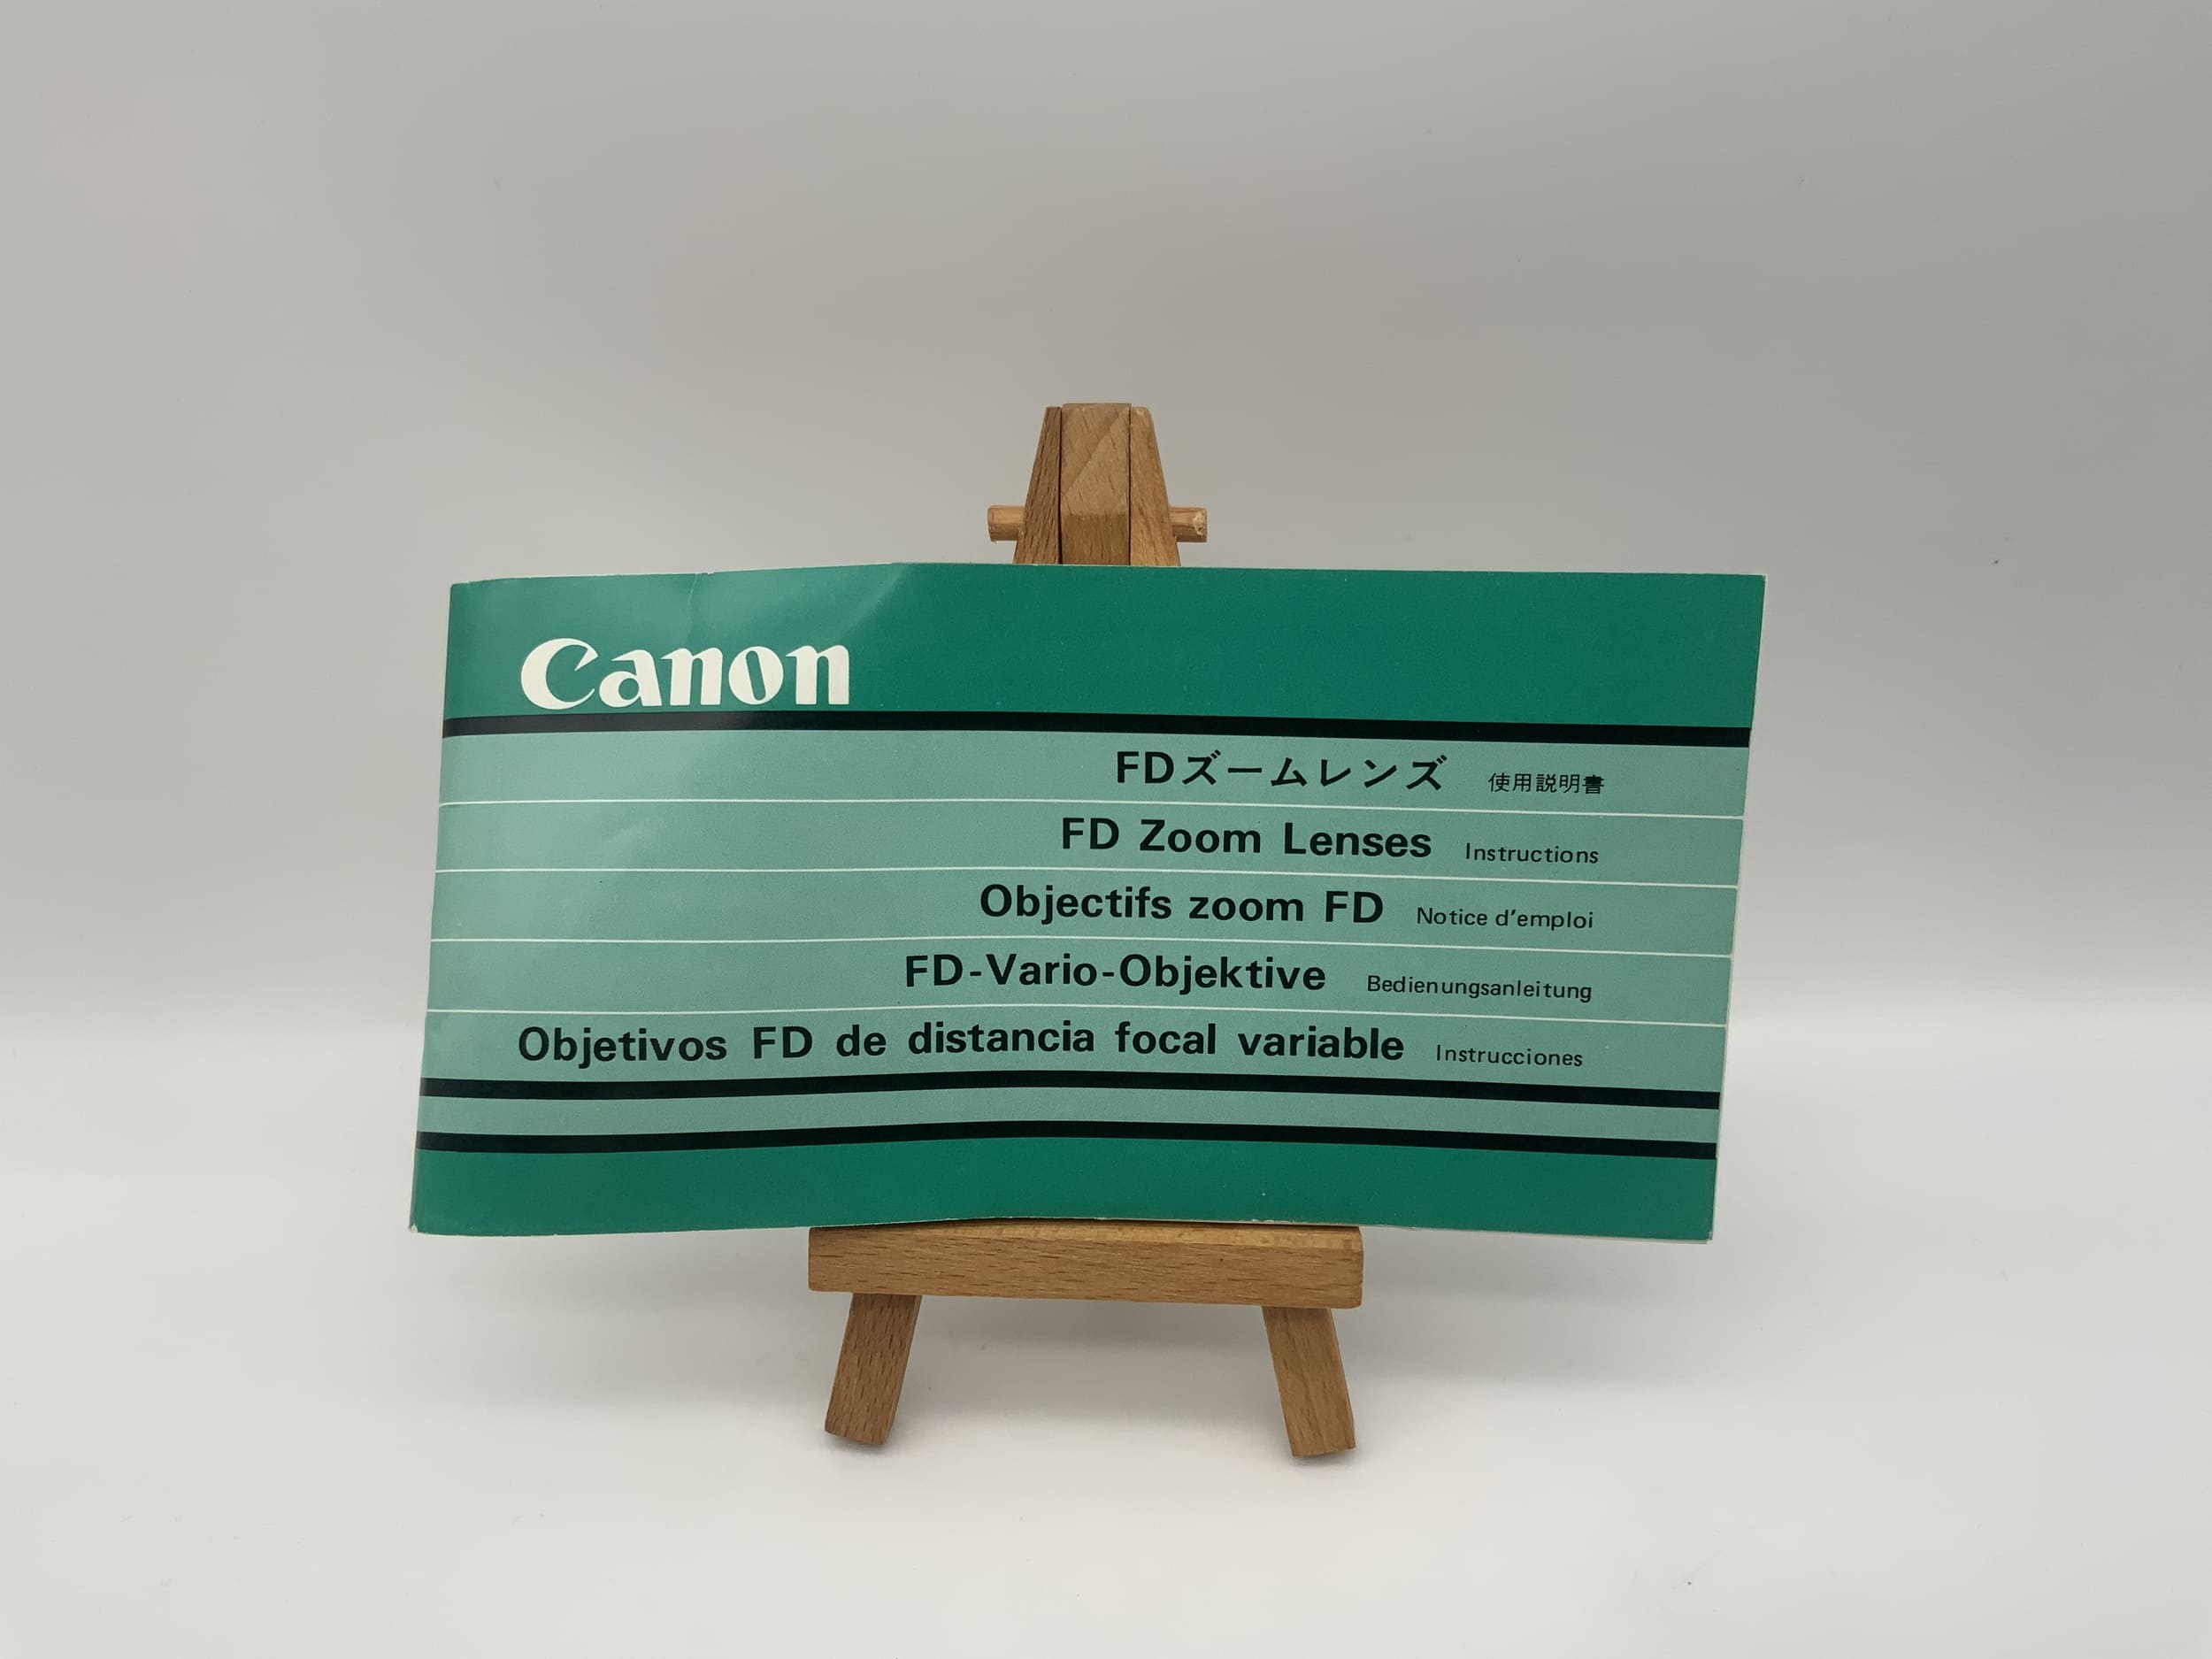 Canon
FDズームレンズ 使用説明書
FD Zoom Lenses Instructions
Objectifs zoom FD Notice d'emploi
FD-Vario-Objektive Bedienungsanleitung
Objetivos FD de distancia focal variable Instrucciones